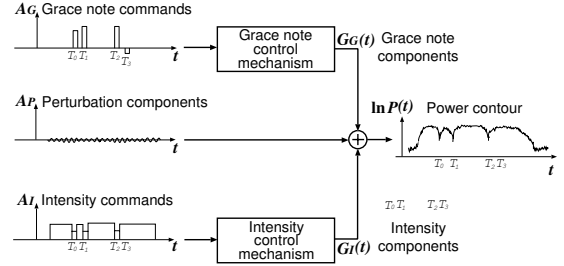 AG Grace note commands
T0 T1 T2 T3 t
Grace note
control
mechanism
GG(t) Grace note
components
AP Perturbation components
t
+
lnP(t) Power contour
T0 T1 T2 T3
t
T0 T1 T2 T3
AI Intensity commands
T0 T1 T2 T3 t
Intensity
control
mechanism
GI(t) Intensity
components